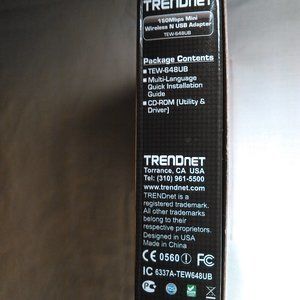 TRENDNET
150Mbps Mini
Wireless N USB Adapter
TEW-648UB
Package Contents
TEW-648UB
Multi-Language
Quick Installation
Guide
CD-ROM (Utility &
Driver)
TRENDNET
Torrance, CA USA
Tel: (310) 961-5500
www.trendnet.com
TRENDnet is a
registered trademark.
All other trademarks
belong to their
respective proprietors.
Designed in USA
Made in China
CE 0560 FC
IC 6337A-TEW648UB